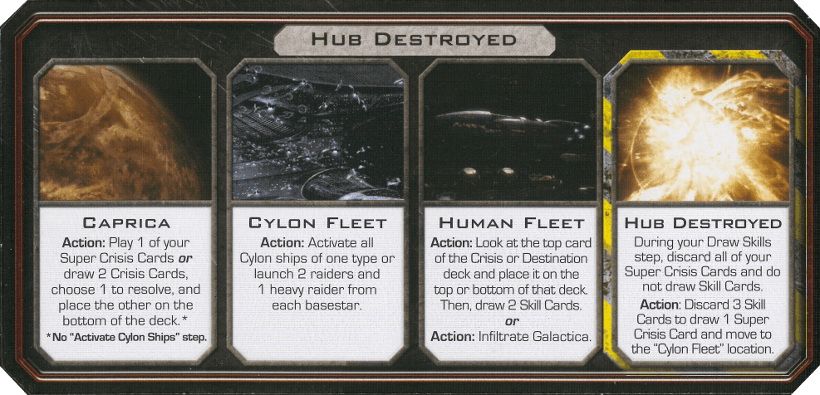 HUB DESTROYED
CAPRICA
Action: Play 1 of your
Super Crisis Cards or
draw 2 Crisis Cards,
choose 1 to resolve, and
place the other on the
bottom of the deck.*
*No "Activate Cylon Ships" step.
CYLON FLEET
Action: Activate all
Cylon ships of one type or
launch 2 raiders and
1 heavy raider from
each basestar.
HUMAN FLEET
Action: Look at the top card
of the Crisis or Destination
deck and place it on the
top or bottom of that deck.
Then, draw 2 Skill Cards.
or
Action: Infiltrate Galactica.
HUB DESTROYED
During your Draw Skills
step, discard all of your
Super Crisis Cards and do
not draw Skill Cards.
Action: Discard 3 Skill
Cards to draw 1 Super
Crisis Card and move to
the "Cylon Fleet" location.